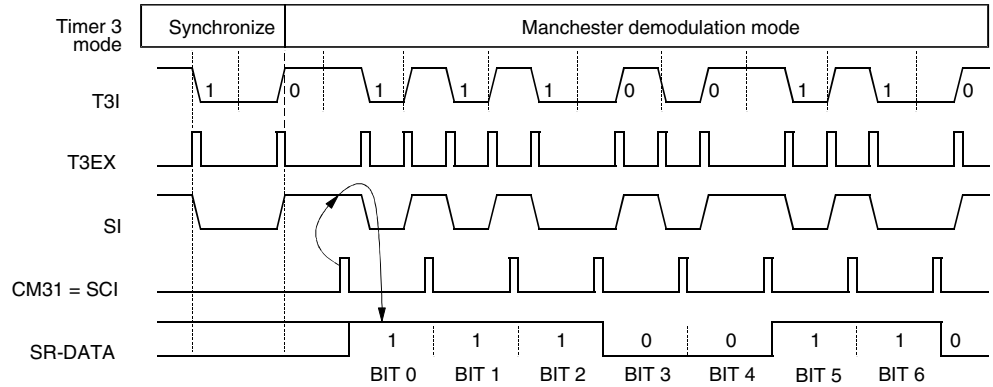 Timer 3 mode
Synchronize
Manchester demodulation mode
T3I
1 0 1 1 1 0 0 1 1 0
T3EX
SI
CM31 = SCI
SR-DATA
1 1 1 0 0 1 1 0
BIT 0 BIT 1 BIT 2 BIT 3 BIT 4 BIT 5 BIT 6